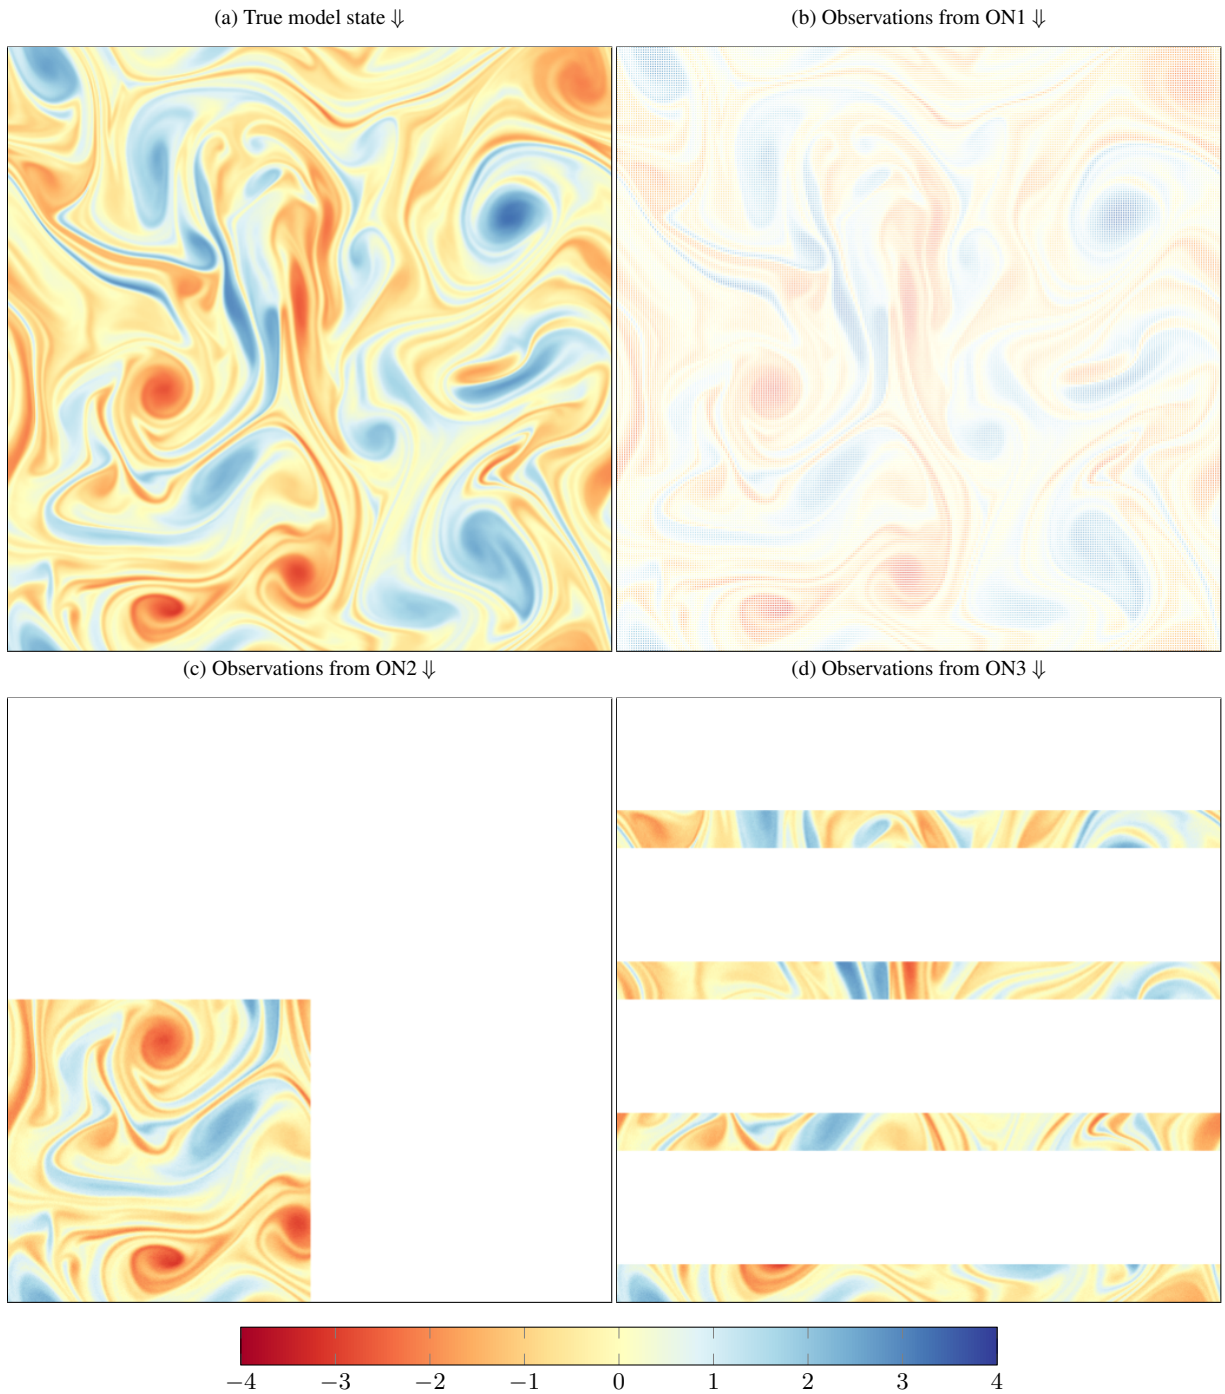 (a) True model state ⇓
(b) Observations from ON1 ⇓
(c) Observations from ON2 ⇓
(d) Observations from ON3 ⇓
−4 −3 −2 −1 0 1 2 3 4